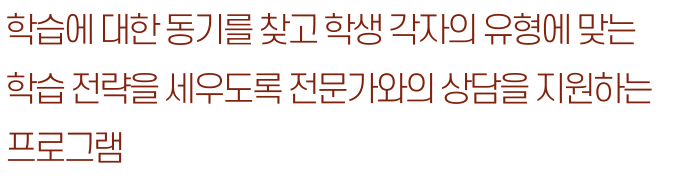 학습에 대한 동기를 찾고 학생 각자의 유형에 맞는
학습 전략을 세우도록 전문가와의 상담을 지원하는
프로그램